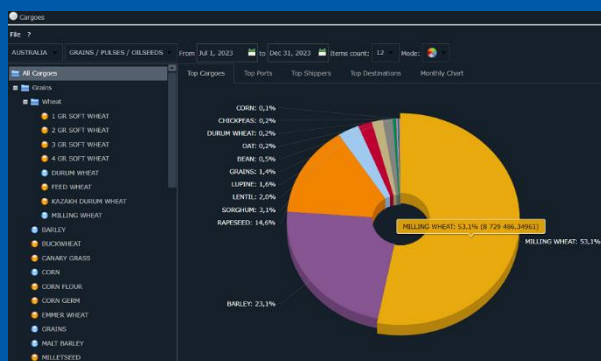 Cargoes
File ?
AUSTRALIA GRAINS / PULSES / OILSEEDS From Jul 1, 2023 to Dec 31, 2023 Items count: 12 Mode:
All Cargoes
Grains
Wheat
1 GR SOFT WHEAT
2 GR SOFT WHEAT
3 GR SOFT WHEAT
4 GR SOFT WHEAT
DURUM WHEAT
FEED WHEAT
KAZAKH DURUM WHEAT
MILLING WHEAT
BARLEY
BUCKWHEAT
CANARY GRASS
CORN
CORN FLOUR
CORN GERM
EMMER WHEAT
GRAINS
MALT BARLEY
MILLETSEED
Top Cargoes Top Ports Top Shippers Top Destinations Monthly Chart
CORN: 0,1%
CHICKPEAS: 0,2%
DURUM WHEAT: 0,2%
OAT: 0,2%
BEAN: 0,5%
GRAINS: 1,4%
LUPINE: 1,6%
LENTIL: 2,0%
SORGHUM: 3,1%
RAPESEED: 14,6%
MILLING WHEAT: 53,1% (8 729 486,34961)
MILLING WHEAT: 53,1%
BARLEY: 23,1%